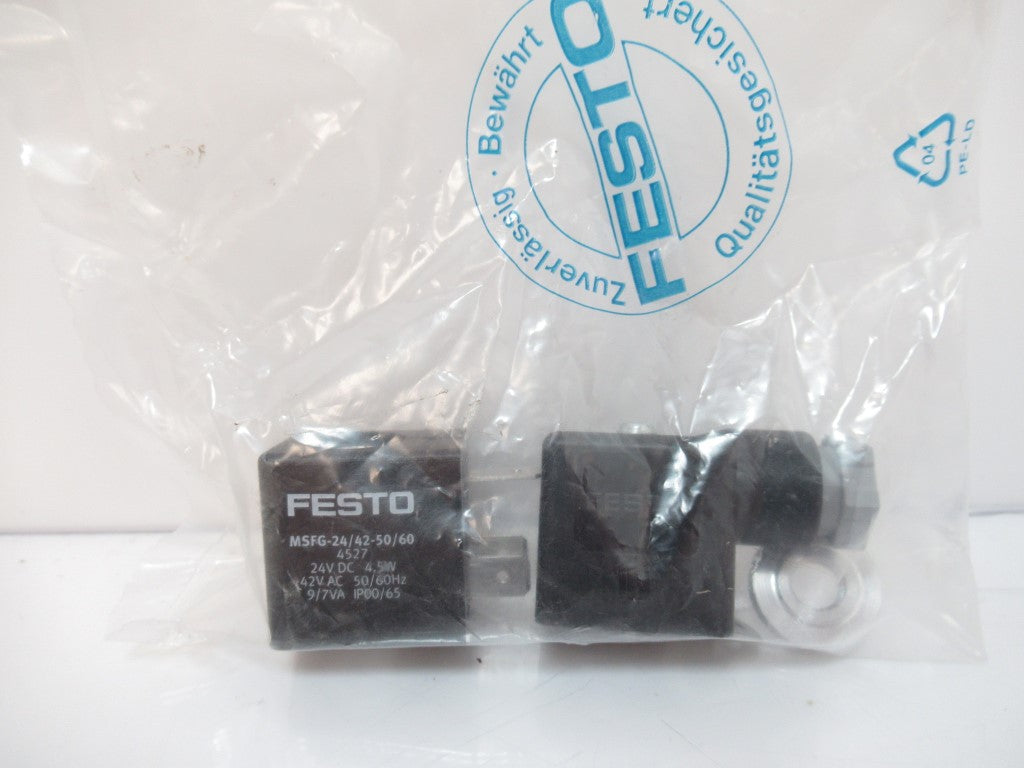 Zuverlässig · Bewährt
Qualitätsgesichert
FESTO
04
PE-LD
FESTO
MSFG-24/42-50/60
4527
24V DC 4.5W
42V AC 50/60Hz
9/7VA IP00/65
FESTO